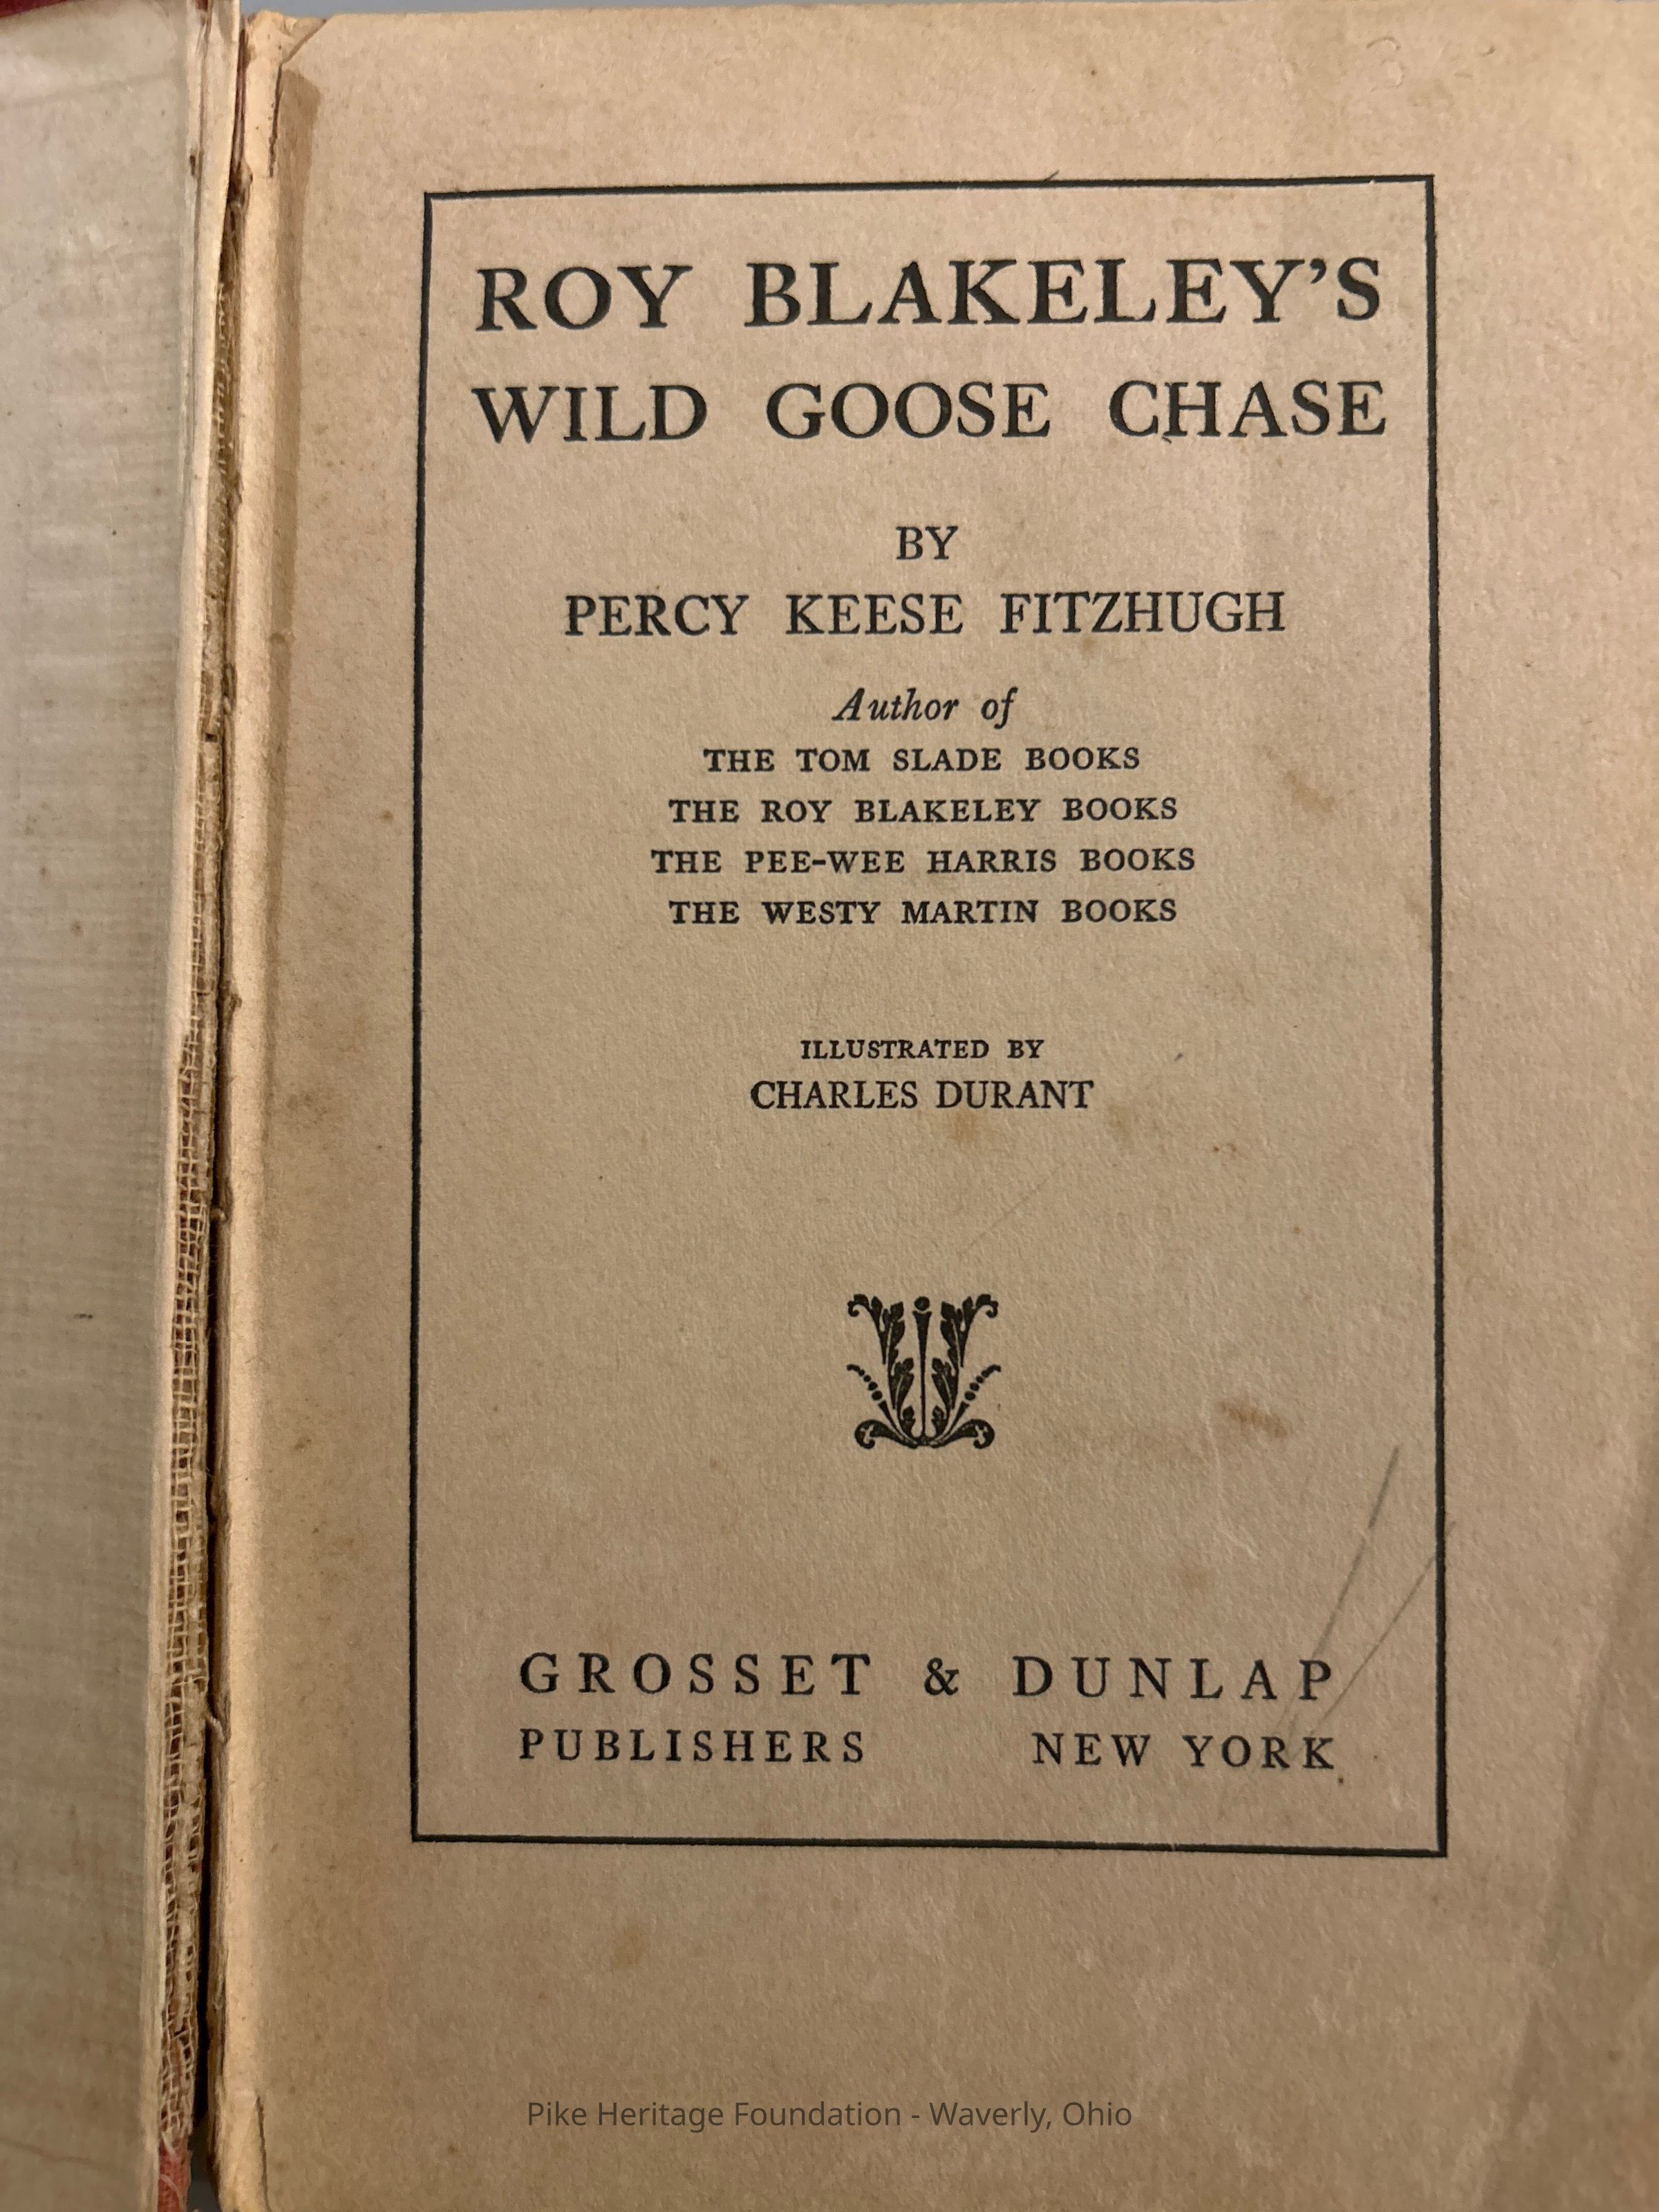 ROY BLAKELEY'S
WILD GOOSE CHASE
BY
PERCY KEESE FITZHUGH
Author of
THE TOM SLADE BOOKS
THE ROY BLAKELEY BOOKS
THE PEE-WEE HARRIS BOOKS
THE WESTY MARTIN BOOKS
ILLUSTRATED BY
CHARLES DURANT
GROSSET & DUNLAP
PUBLISHERS NEW YORK
Pike Heritage Foundation - Waverly, Ohio